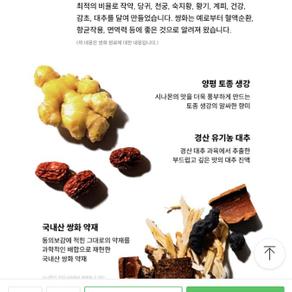 최적의 비율로 작약, 당귀, 천궁, 숙지황, 황기, 계피, 건강,
감초, 대추를 달여 만들었습니다. 쌍화는 예로부터 혈액순환,
항균작용, 면역력 등에 좋은 것으로 알려져 왔습니다.
(위 내용은 쌍화 원료에 대한 내용입니다.)
양평 토종 생강
시나몬의 맛을 더욱 풍부하게 만드는
토종 생강의 알싸한 향미
경산 유기농 대추
경산 대추 과육에서 추출한
부드럽고 깊은 맛의 대추 진액
국내산 쌍화 약재
동의보감에 적힌 그대로의 약재를
과학적인 배합으로 재현한
국내산 쌍화 약재